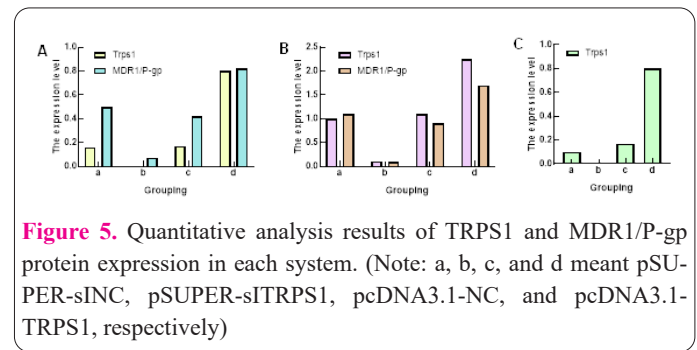 A
1.0
0.8
0.6
0.4
0.2
0.0
The expression level
Trps1
MDR1/P-gp
a b c d
Grouping
B
2.5
2.0
1.5
1.0
0.5
0.0
The expression level
Trps1
MDR1/P-gp
a b c d
Grouping
C
1.0
0.8
0.6
0.4
0.2
0.0
The expression level
Trps1
a b c d
Grouping
Figure 5. Quantitative analysis results of TRPS1 and MDR1/P-gp
protein expression in each system. (Note: a, b, c, and d meant pSU-
PER-sINC, pSUPER-sITRPS1, pcDNA3.1-NC, and pcDNA3.1-
TRPS1, respectively)